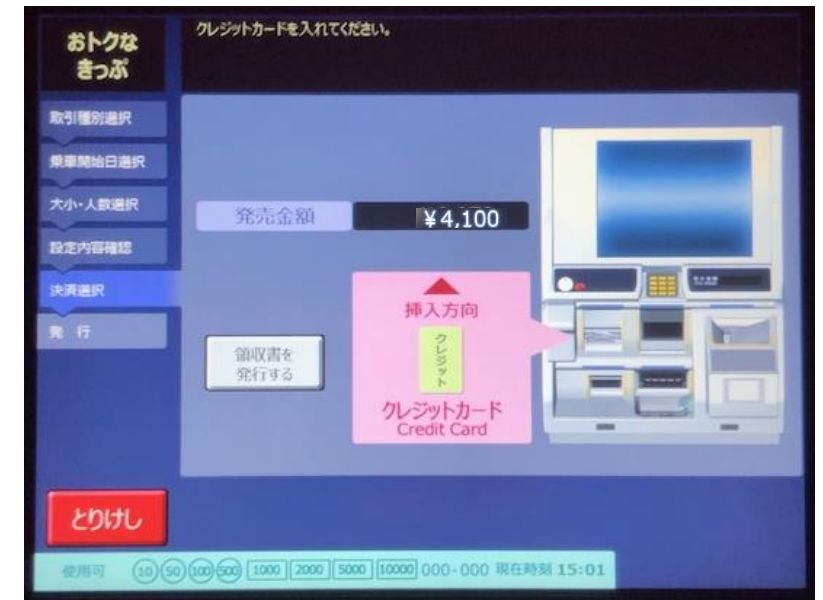 おトクな
きっぷ
クレジットカードを入れてください。
取引種別選択
乗車開始日選択
大小・人数選択
設定内容確認
決済選択
発 行
発売金額
¥4,100
挿入方向
クレジット
クレジットカード
Credit Card
領収書を
発行する
とりけし
使用可 10 50 100 500 1000 2000 5000 10000 000-000 現在時刻 15:01